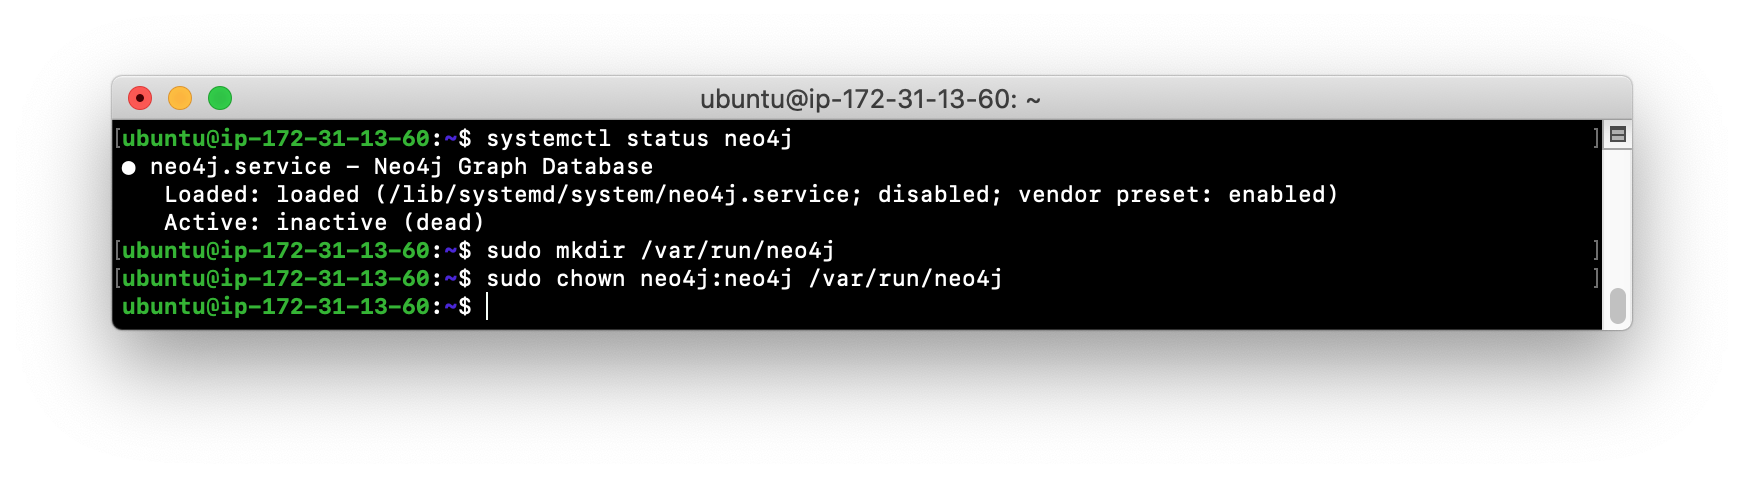 ubuntu@ip-172-31-13-60: ~
[ubuntu@ip-172-31-13-60:~$ systemctl status neo4j ]
● neo4j.service - Neo4j Graph Database
Loaded: loaded (/lib/systemd/system/neo4j.service; disabled; vendor preset: enabled)
Active: inactive (dead)
[ubuntu@ip-172-31-13-60:~$ sudo mkdir /var/run/neo4j ]
[ubuntu@ip-172-31-13-60:~$ sudo chown neo4j:neo4j /var/run/neo4j ]
ubuntu@ip-172-31-13-60:~$